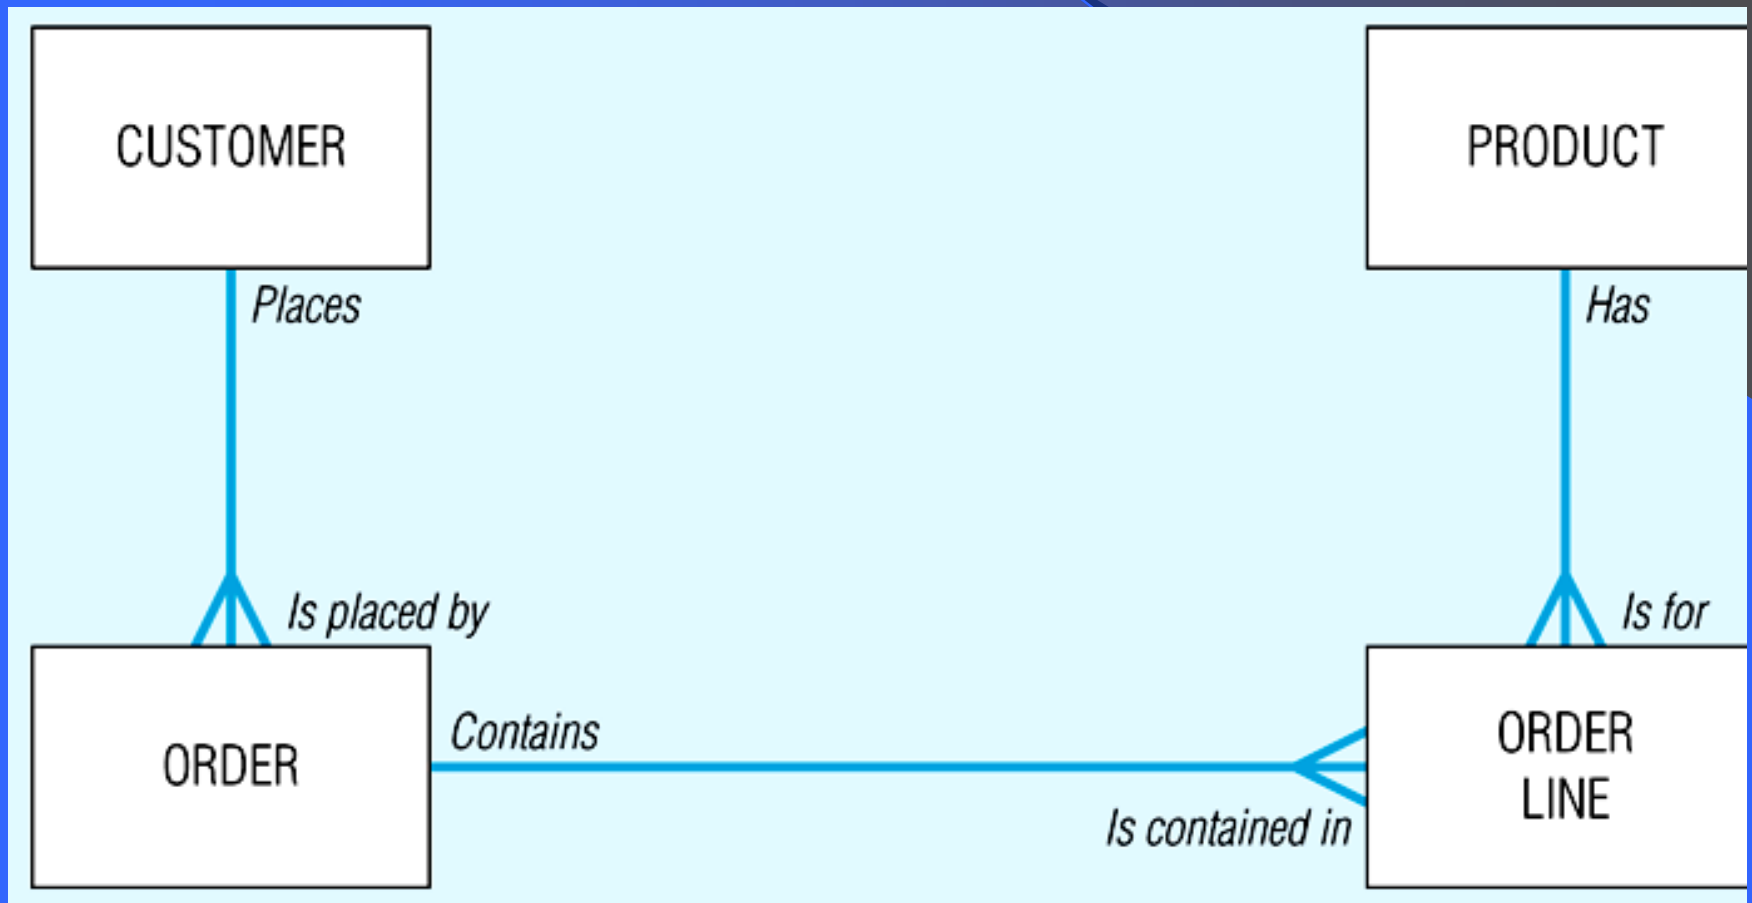 CUSTOMER
PRODUCT
Places
Has
Is placed by
Is for
ORDER
Contains
ORDER
LINE
Is contained in